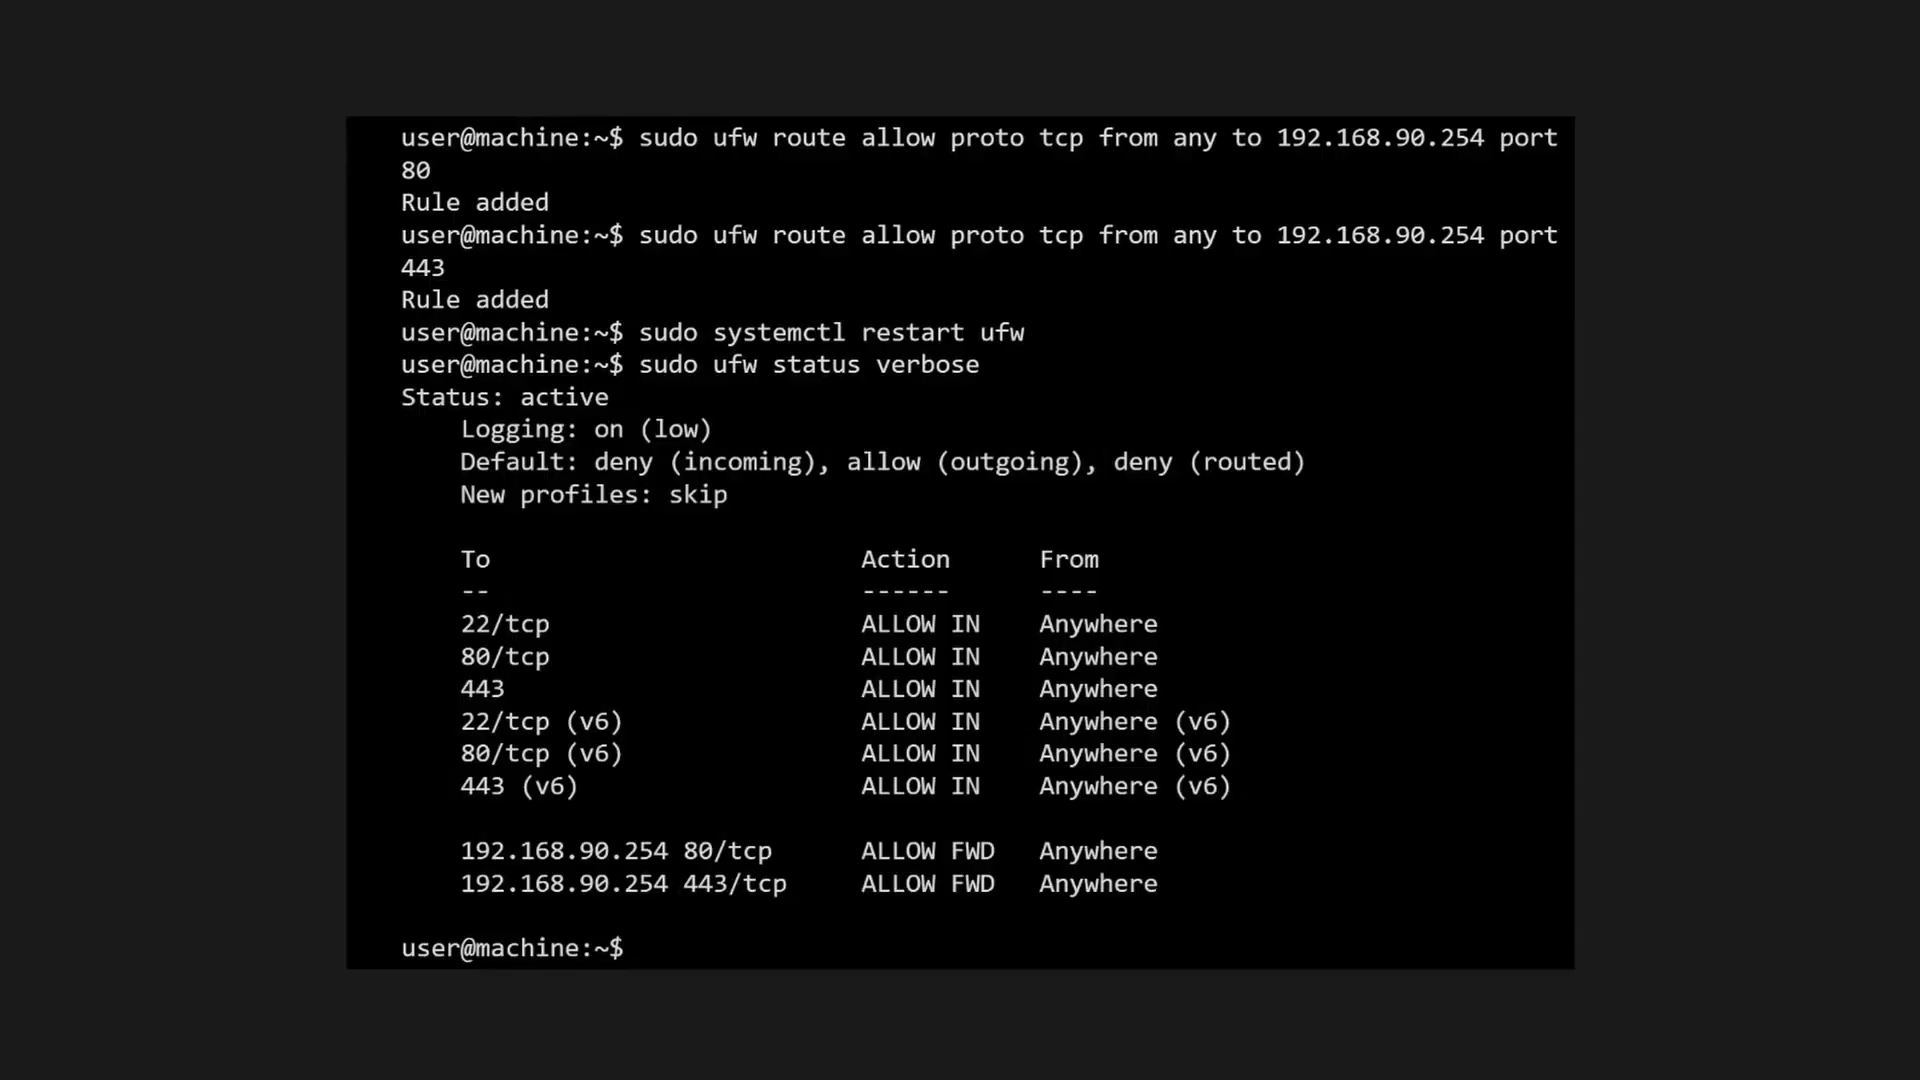 user@machine:~$ sudo ufw route allow proto tcp from any to 192.168.90.254 port
80
Rule added
user@machine:~$ sudo ufw route allow proto tcp from any to 192.168.90.254 port
443
Rule added
user@machine:~$ sudo systemctl restart ufw
user@machine:~$ sudo ufw status verbose
Status: active
Logging: on (low)
Default: deny (incoming), allow (outgoing), deny (routed)
New profiles: skip
To Action From
-- ------ ----
22/tcp ALLOW IN Anywhere
80/tcp ALLOW IN Anywhere
443 ALLOW IN Anywhere
22/tcp (v6) ALLOW IN Anywhere (v6)
80/tcp (v6) ALLOW IN Anywhere (v6)
443 (v6) ALLOW IN Anywhere (v6)
192.168.90.254 80/tcp ALLOW FWD Anywhere
192.168.90.254 443/tcp ALLOW FWD Anywhere
user@machine:~$